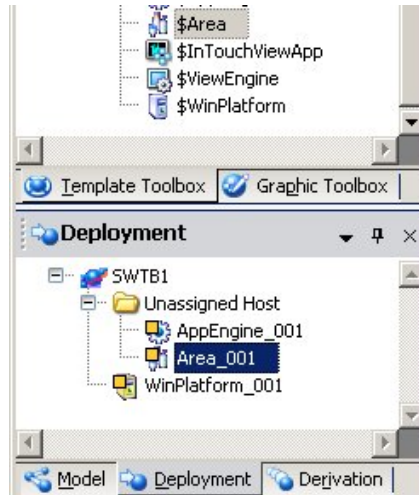 $Area
$InTouchViewApp
$ViewEngine
$WinPlatform
Template Toolbox Graphic Toolbox
Deployment
SWTB1
Unassigned Host
AppEngine_001
Area_001
WinPlatform_001
Model Deployment Derivation